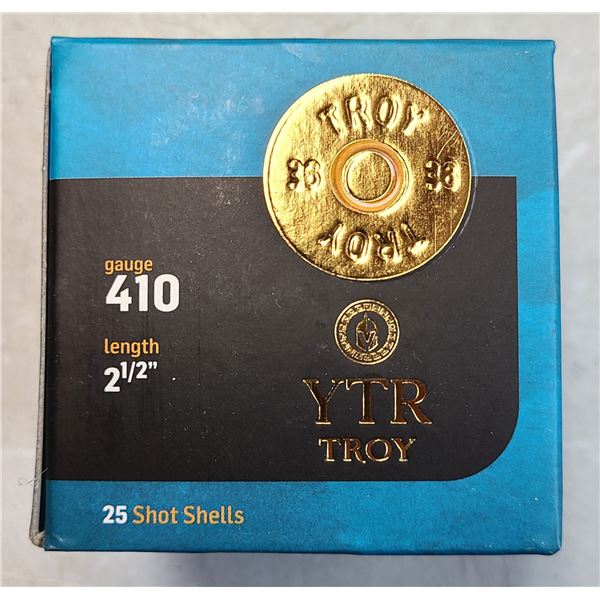 TROY
36 36
TROY
gauge
410
length
2 1/2"
YTR
TROY
25 Shot Shells